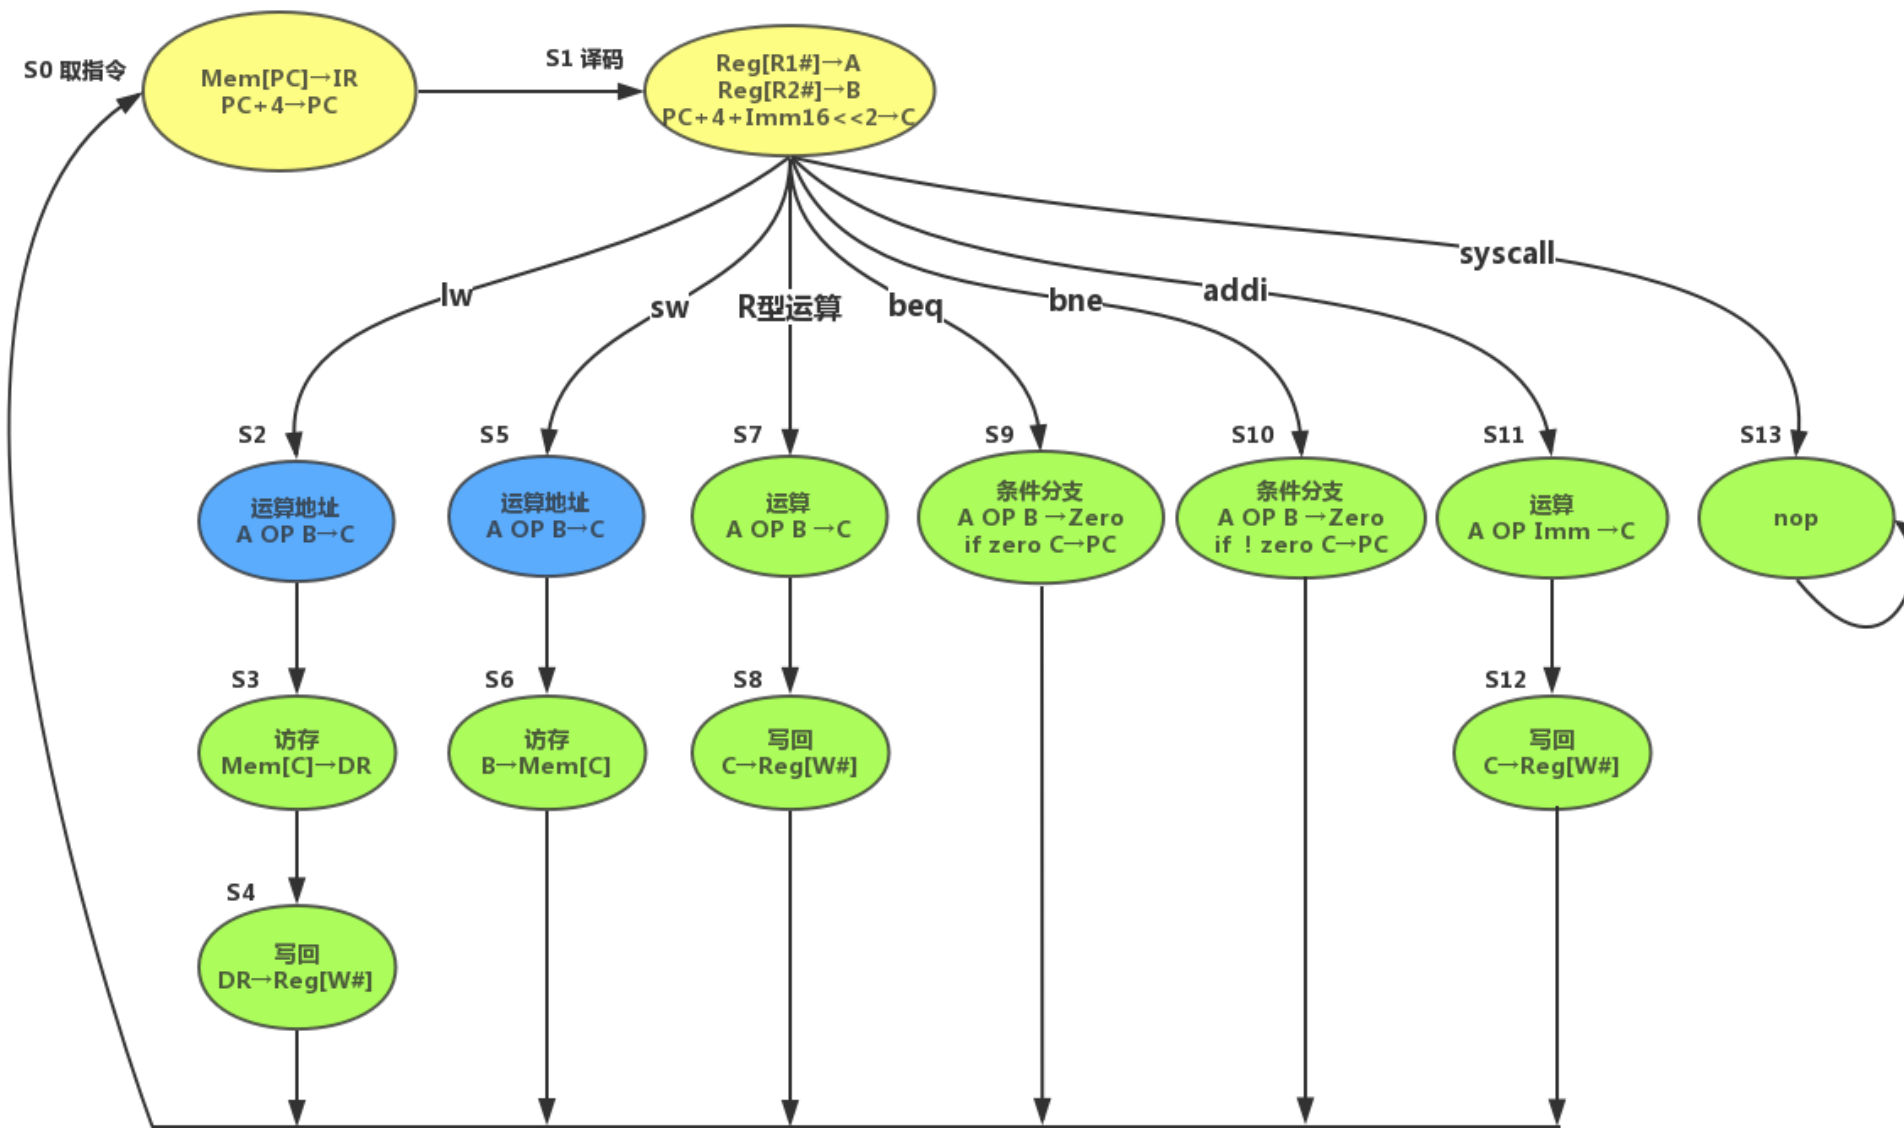 S0 取指令
Mem[PC]→IR
PC+4→PC
S1 译码
Reg[R1#]→A
Reg[R2#]→B
PC+4+Imm16<<2→C
lw
sw
R型运算
beq
bne
addi
syscall
S2
运算地址
A OP B→C
S5
运算地址
A OP B→C
S7
运算
A OP B →C
S9
条件分支
A OP B →Zero
if zero C→PC
S10
条件分支
A OP B →Zero
if ! zero C→PC
S11
运算
A OP Imm →C
S13
nop
S3
访存
Mem[C]→DR
S6
访存
B→Mem[C]
S8
写回
C→Reg[W#]
S12
写回
C→Reg[W#]
S4
写回
DR→Reg[W#]